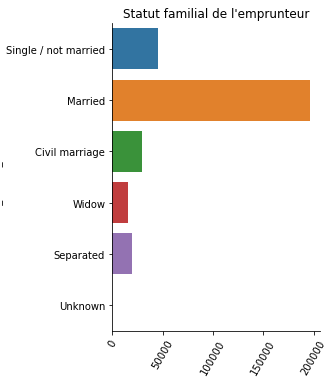 Statut familial de l'emprunteur
Single / not married
Married
Civil marriage
Widow
Separated
Unknown
0
50000
100000
150000
200000